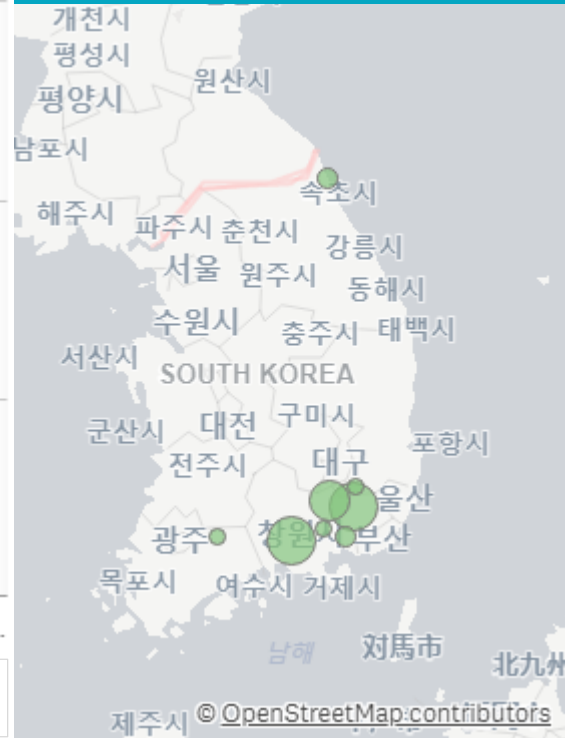 개천시
평성시
원산시
평양시
남포시
해주시
속초시
파주시 춘천시
강릉시
서울 원주시
동해시
수원시
충주시 태백시
서산시
SOUTH KOREA
구미시
군산시 대전
포항시
전주시 대구
울산
광주 창원시 부산
목포시 여수시 거제시
남해 対馬市
北九州
제주시 © OpenStreetMap contributors